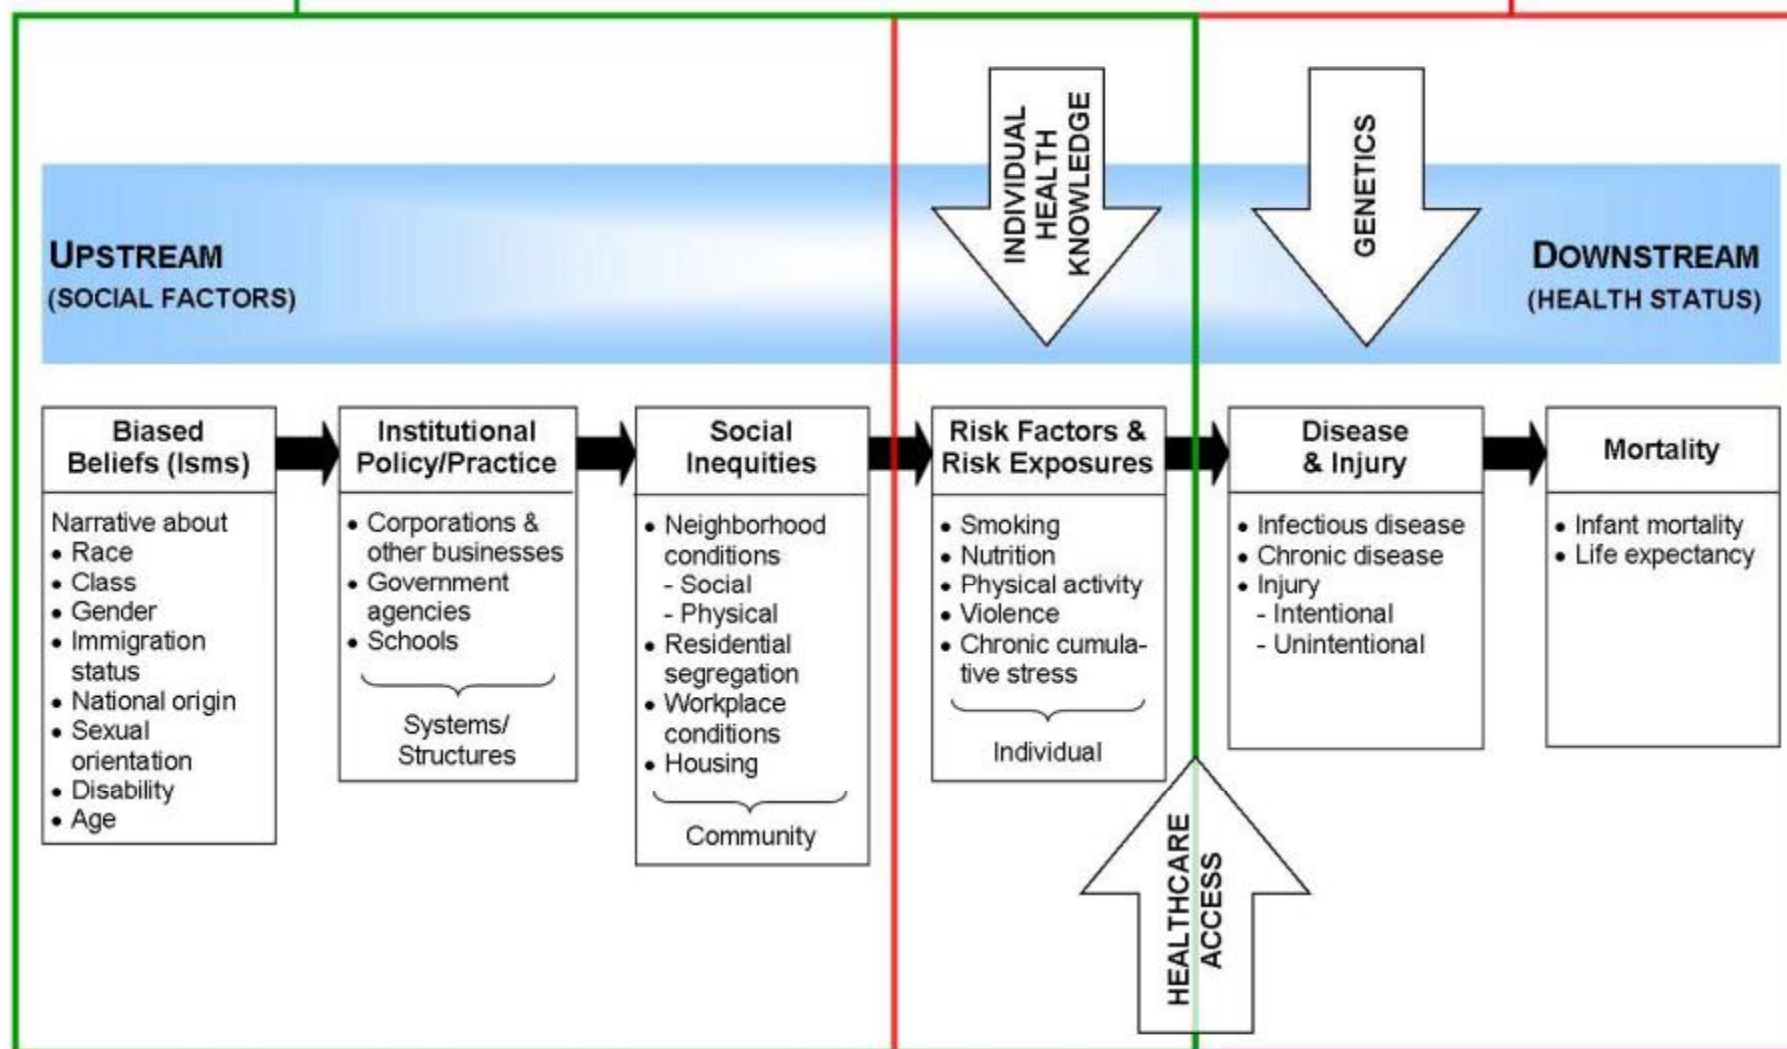 INDIVIDUAL
HEALTH
KNOWLEDGE
GENETICS
UPSTREAM
(SOCIAL FACTORS)
DOWNSTREAM
(HEALTH STATUS)
Biased
Beliefs (Isms)
Narrative about
• Race
• Class
• Gender
• Immigration
status
• National origin
• Sexual
orientation
• Disability
• Age
Institutional
Policy/Practice
• Corporations &
other businesses
• Government
agencies
• Schools
Systems/
Structures
Social
Inequities
• Neighborhood
conditions
- Social
- Physical
• Residential
segregation
• Workplace
conditions
• Housing
Community
Risk Factors &
Risk Exposures
• Smoking
• Nutrition
• Physical activity
• Violence
• Chronic cumula-
tive stress
Individual
Disease
& Injury
• Infectious disease
• Chronic disease
• Injury
- Intentional
- Unintentional
Mortality
• Infant mortality
• Life expectancy
HEALTHCARE
ACCESS